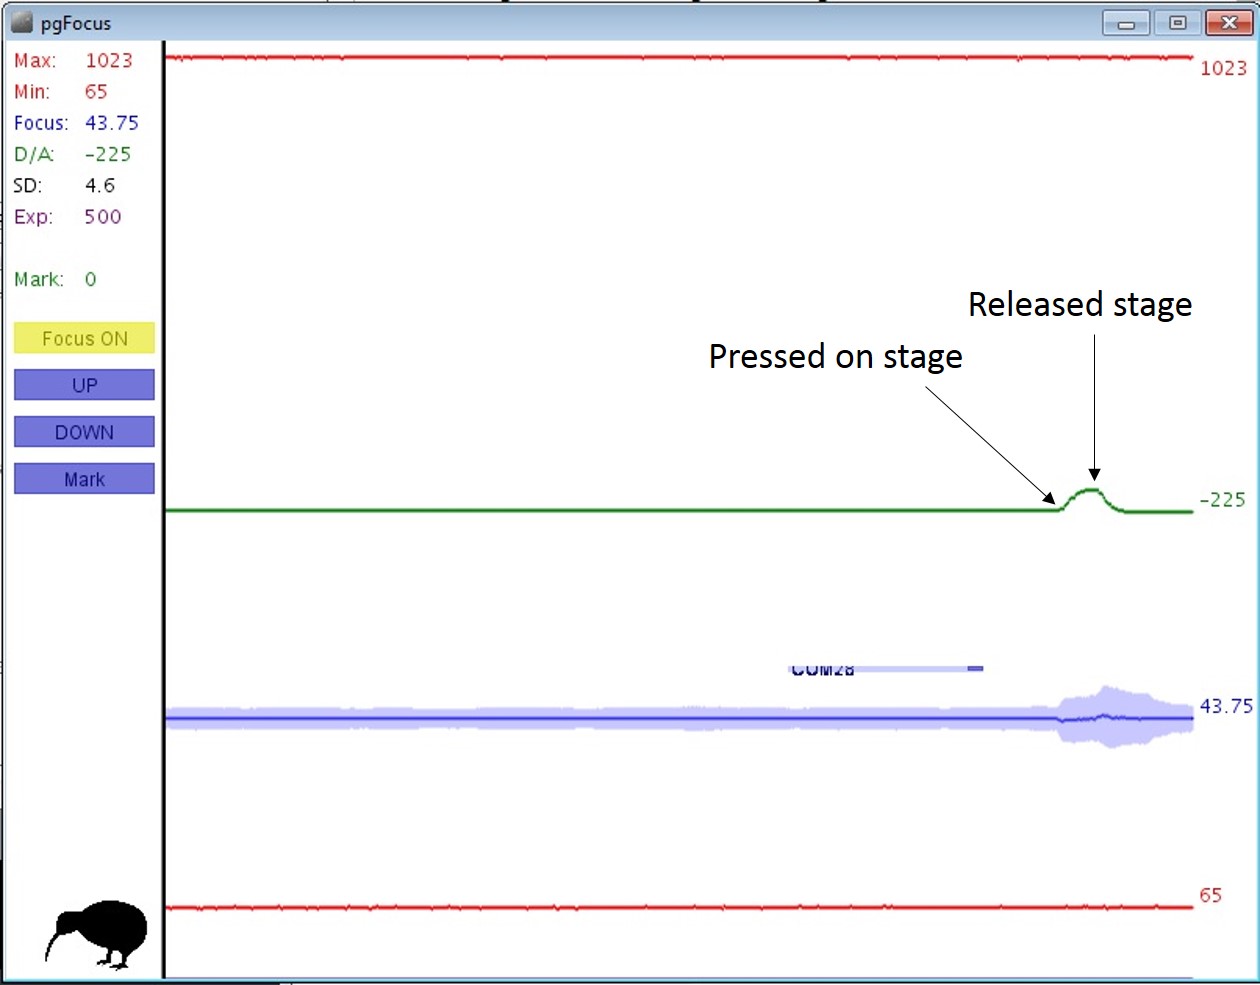 pgFocus
Max: 1023
Min: 65
Focus: 43.75
D/A: -225
SD: 4.6
Exp: 500
Mark: 0
Focus ON
UP
DOWN
Mark
1023
Released stage
Pressed on stage
-225
COM28
43.75
65